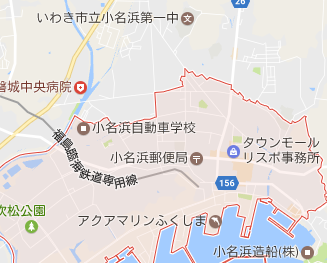 26
いわき市立小名浜第一中
磐城中央病院
小名浜自動車学校
福島臨海鉄道専用線
タウンモール
リスポ事務所
小名浜郵便局
156
吹松公園
アクアマリンふくしま
小名浜造船(株)